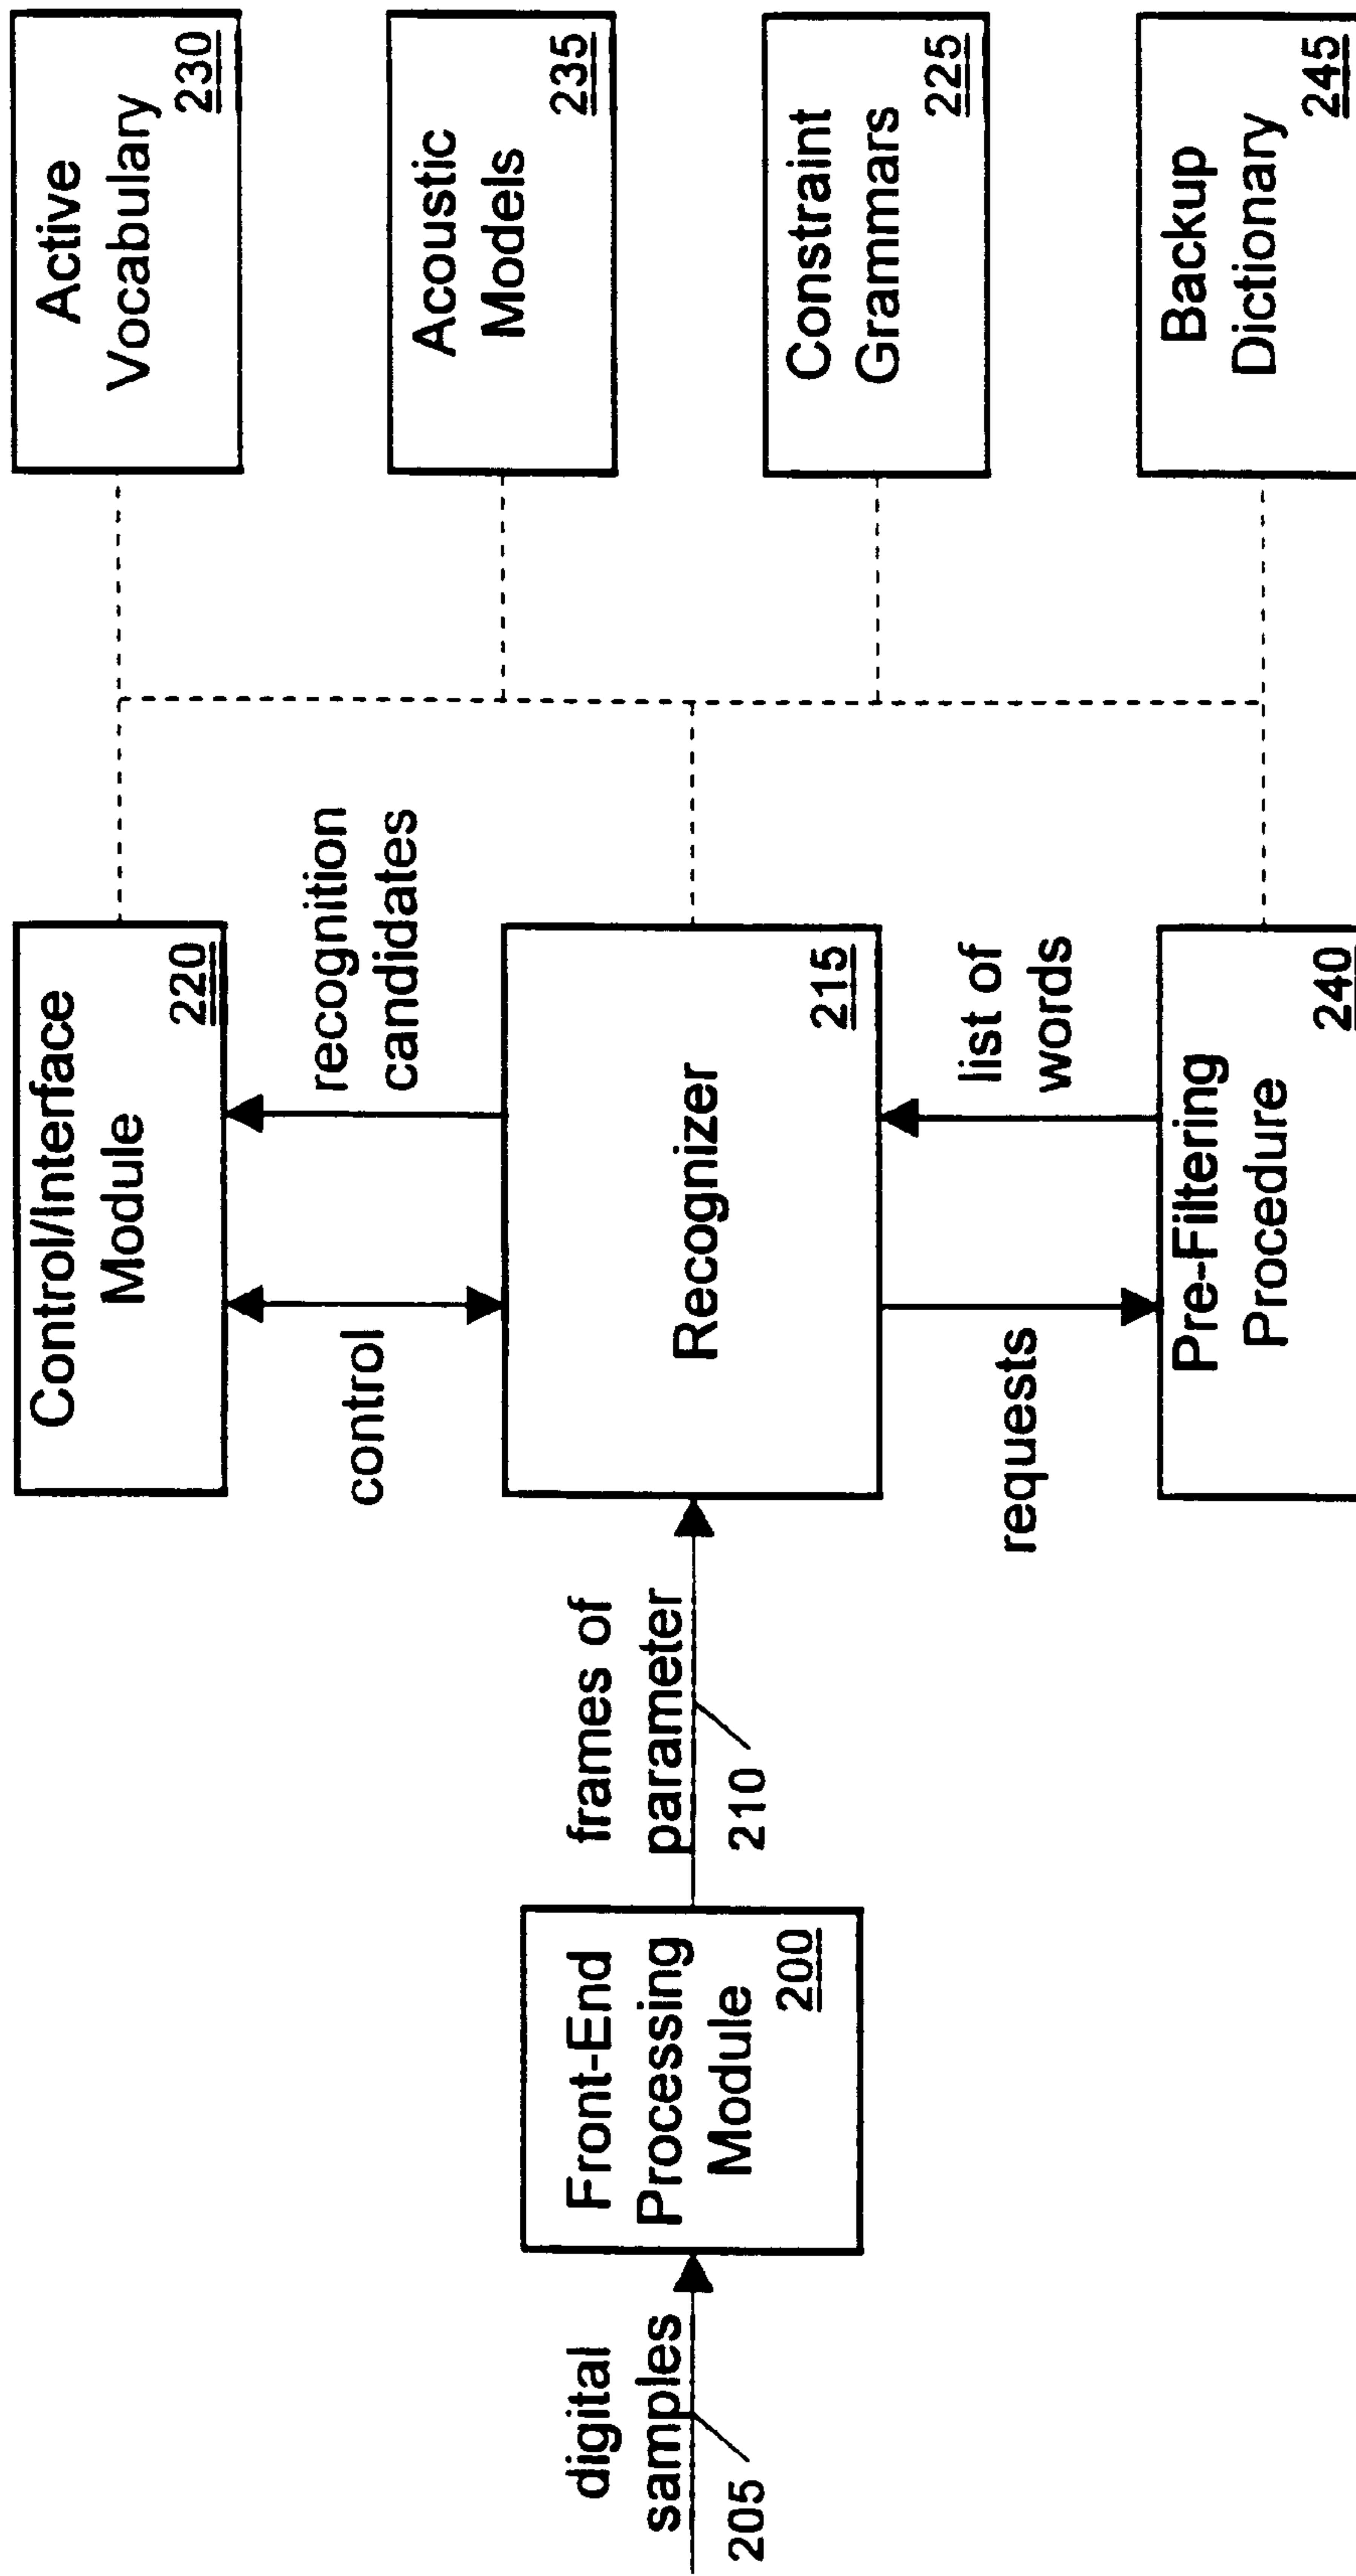 digital
samples
205
Front-End
Processing
Module
200
frames of
parameter
210
Control/Interface
Module
220
control
recognition
candidates
Recognizer
215
requests
list of
words
Pre-Filtering
Procedure
240
Active
Vocabulary
230
Acoustic
Models
235
Constraint
Grammars
225
Backup
Dictionary
245